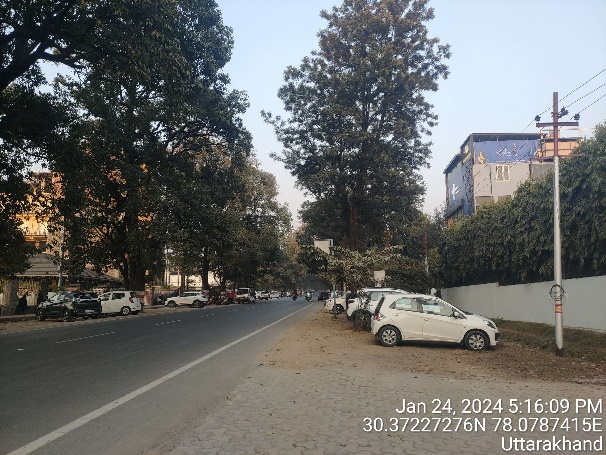 Jan 24, 2024 5:16:09 PM
30.37227276N 78.0787415E
Uttarakhand